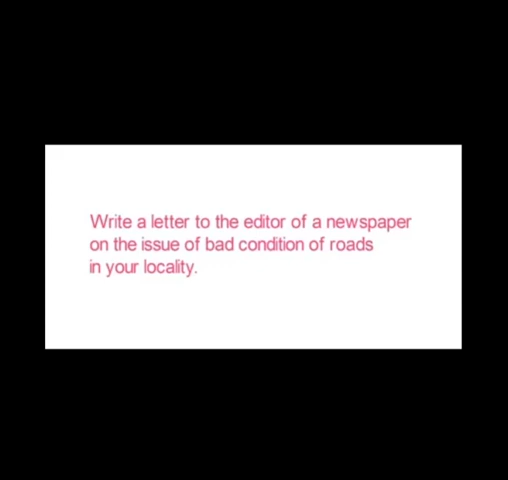 Write a letter to the editor of a newspaper
on the issue of bad condition of roads
in your locality.